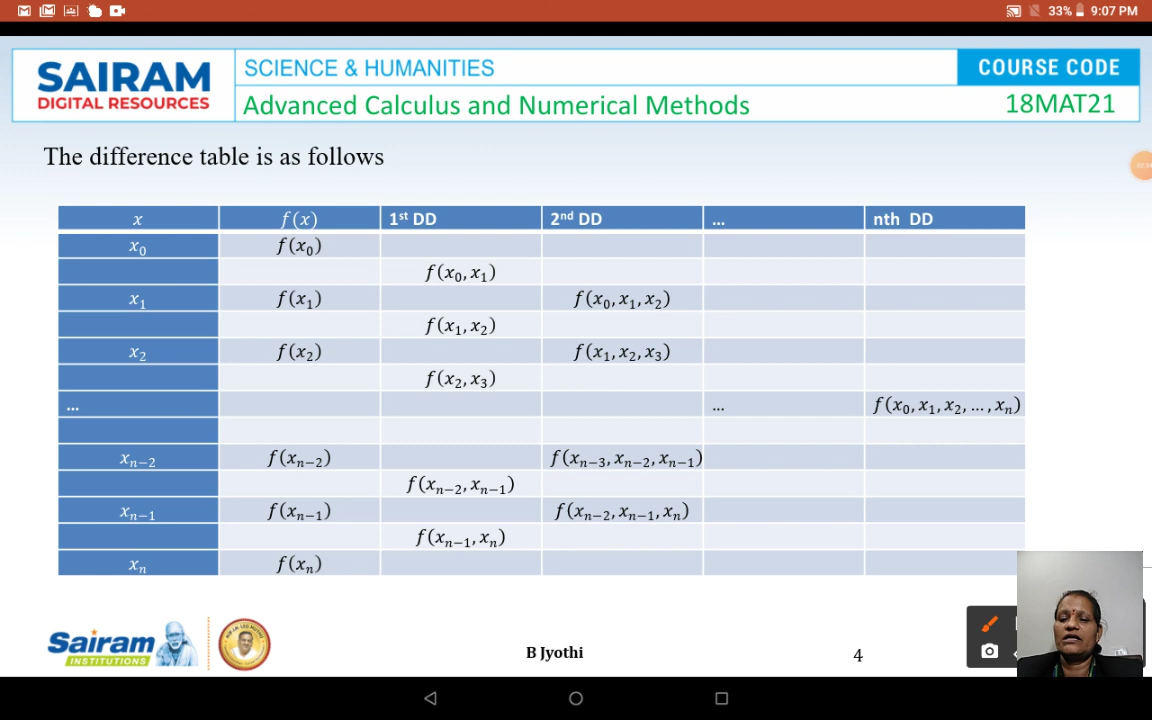 33% 9:07 PM
SAIRAM
DIGITAL RESOURCES
SCIENCE & HUMANITIES
COURSE CODE
Advanced Calculus and Numerical Methods
18MAT21
The difference table is as follows
x f(x) 1st DD 2nd DD ... nth DD
x₀ f(x₀)
f(x₀, x₁)
x₁ f(x₁) f(x₀, x₁, x₂)
f(x₁, x₂)
x₂ f(x₂) f(x₁, x₂, x₃)
f(x₂, x₃)
... ... f(x₀, x₁, x₂, ... , xₙ)
xₙ₋₂ f(xₙ₋₂) f(xₙ₋₃, xₙ₋₂, xₙ₋₁)
f(xₙ₋₂, xₙ₋₁)
xₙ₋₁ f(xₙ₋₁) f(xₙ₋₂, xₙ₋₁, xₙ)
f(xₙ₋₁, xₙ)
xₙ f(xₙ)
Sairam
INSTITUTIONS
B Jyothi
4